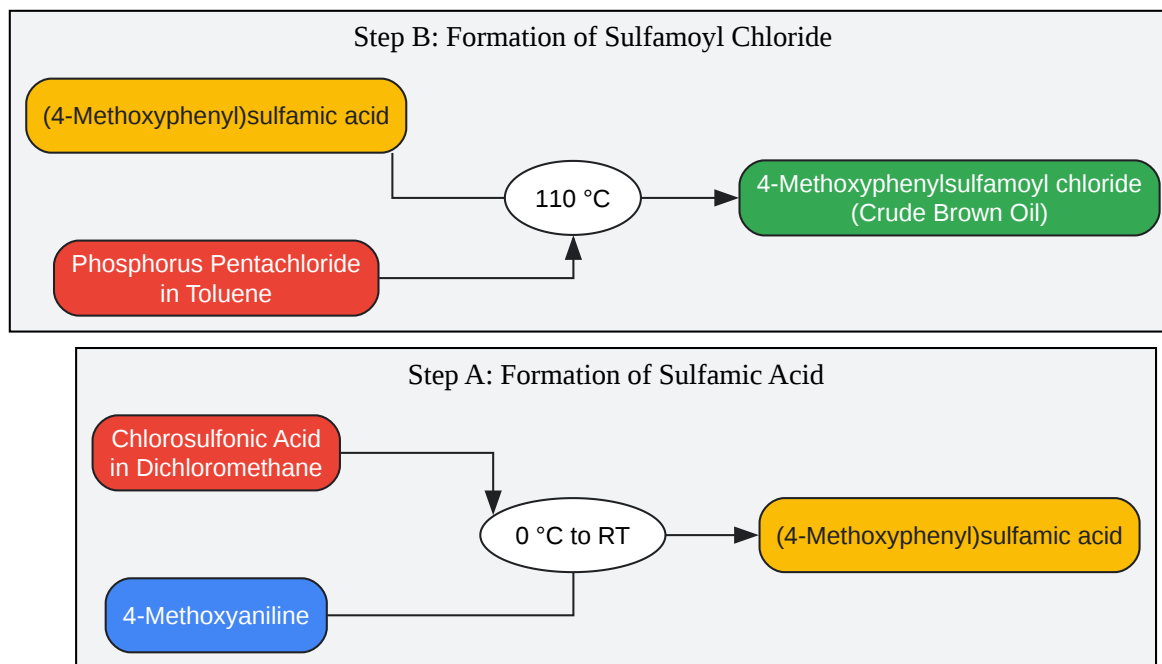 Step B: Formation of Sulfamoyl Chloride
(4-Methoxyphenyl)sulfamic acid
110 °C
4-Methoxyphenylsulfamoyl chloride
(Crude Brown Oil)
Phosphorus Pentachloride
in Toluene
Step A: Formation of Sulfamic Acid
Chlorosulfonic Acid
in Dichloromethane
0 °C to RT
(4-Methoxyphenyl)sulfamic acid
4-Methoxyaniline